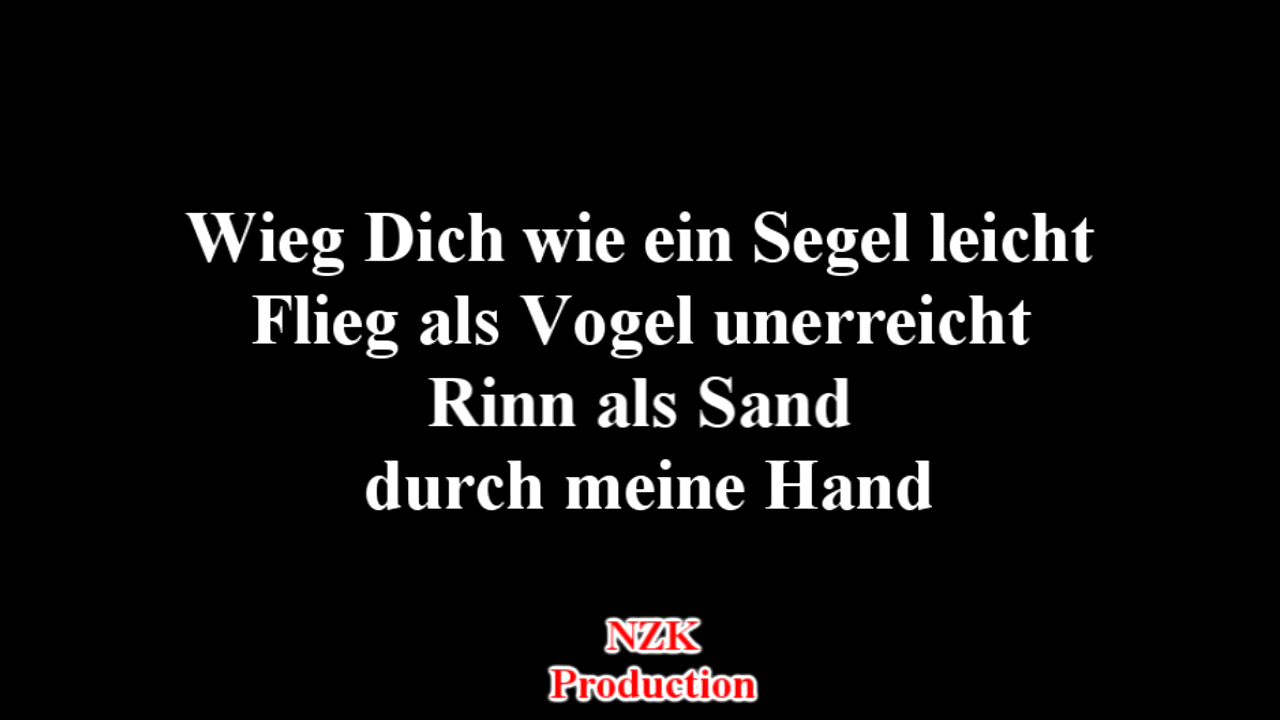 Wieg Dich wie ein Segel leicht
Flieg als Vogel unerreicht
Rinn als Sand
durch meine Hand
NZK
Production